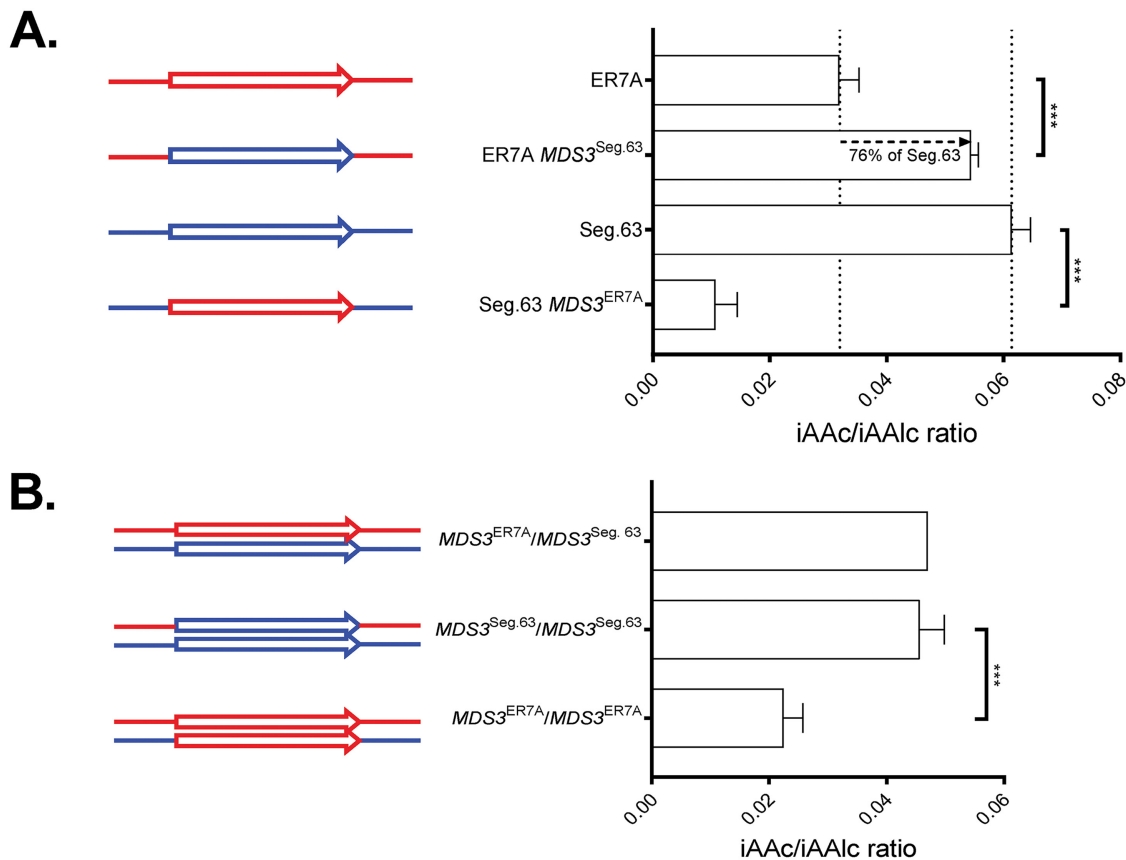 A.
ER7A
ER7A MDS3Seg.63
76% of Seg.63
Seg.63
Seg.63 MDS3ER7A
***
***
0.00 0.02 0.04 0.06 0.08
iAAc/iAAlc ratio
B.
MDS3ER7A/MDS3Seg. 63
MDS3Seg.63/MDS3Seg.63
MDS3ER7A/MDS3ER7A
***
0.00 0.02 0.04 0.06
iAAc/iAAlc ratio